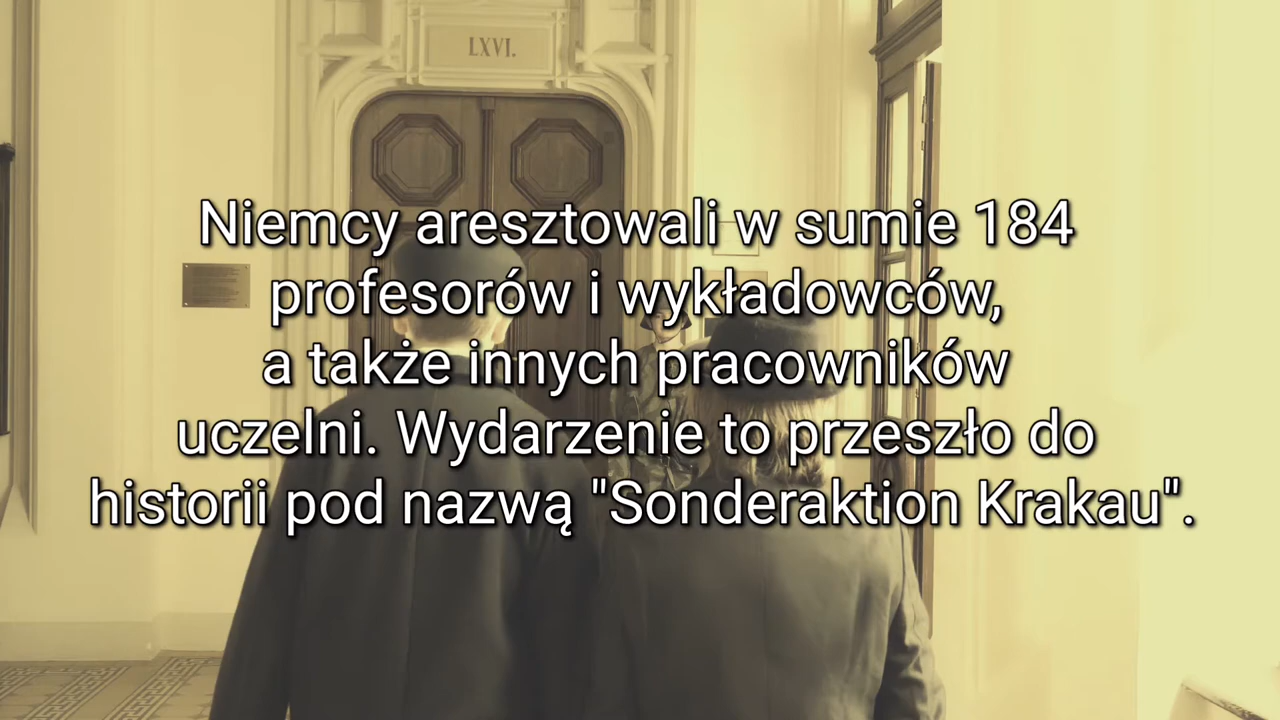 LXVI.
Niemcy aresztowali w sumie 184
profesorów i wykładowców,
a także innych pracowników
uczelni. Wydarzenie to przeszło do
historii pod nazwą "Sonderaktion Krakau".